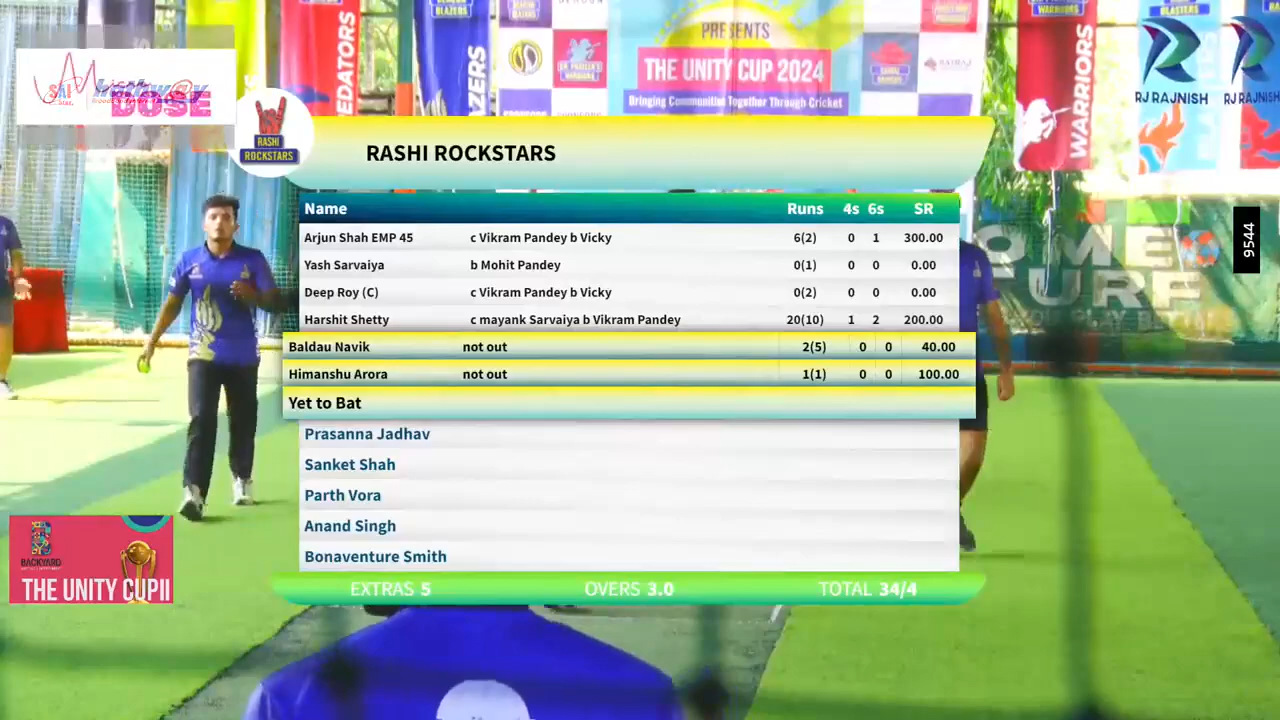 PRESENTS
THE UNITY CUP 2024
Bringing Communities Together Through Cricket
WARRIORS
RJ RAJNISH
RJ RAJNISH
DOSE
RASHI ROCKSTARS
RASHI ROCKSTARS
Name Runs 4s 6s SR
Arjun Shah EMP 45 c Vikram Pandey b Vicky 6(2) 0 1 300.00
Yash Sarvaiya b Mohit Pandey 0(1) 0 0 0.00
Deep Roy (C) c Vikram Pandey b Vicky 0(2) 0 0 0.00
Harshit Shetty c mayank Sarvaiya b Vikram Pandey 20(10) 1 2 200.00
Baldau Navik not out 2(5) 0 0 40.00
Himanshu Arora not out 1(1) 0 0 100.00
Yet to Bat
Prasanna Jadhav
Sanket Shah
Parth Vora
Anand Singh
Bonaventure Smith
EXTRAS 5 OVERS 3.0 TOTAL 34/4
9544
BACKYARD
THE UNITY CUP II